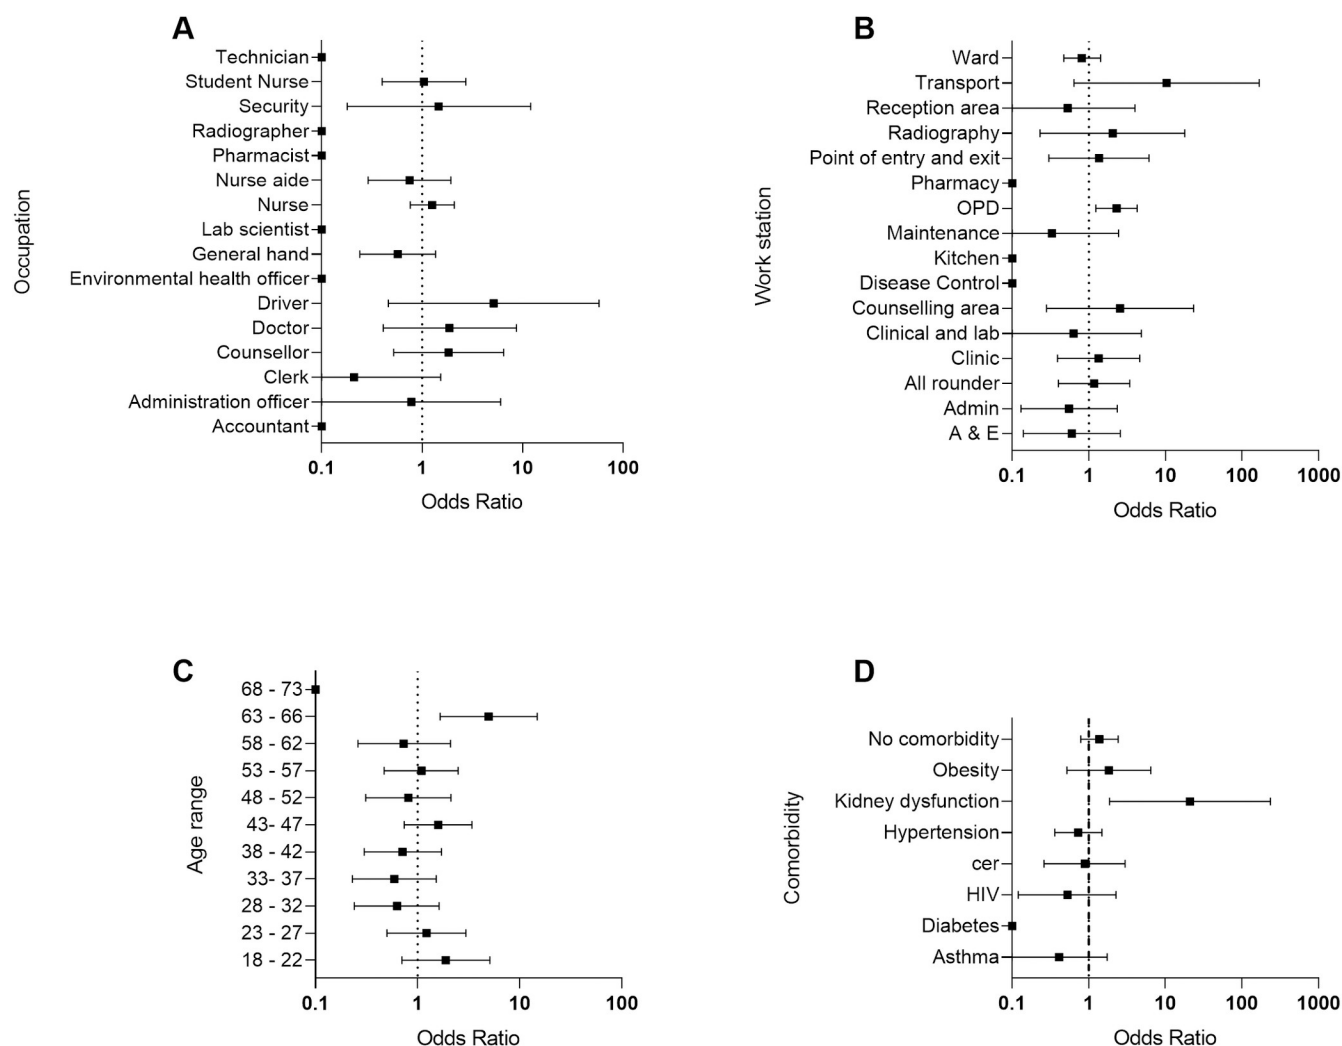 A
Occupation
Technician
Student Nurse
Security
Radiographer
Pharmacist
Nurse aide
Nurse
Lab scientist
General hand
Environmental health officer
Driver
Doctor
Counsellor
Clerk
Administration officer
Accountant
0.1 1 10 100
Odds Ratio
B
Work station
Ward
Transport
Reception area
Radiography
Point of entry and exit
Pharmacy
OPD
Maintenance
Kitchen
Disease Control
Counselling area
Clinical and lab
Clinic
All rounder
Admin
A & E
0.1 1 10 100 1000
Odds Ratio
C
Age range
68 - 73
63 - 66
58 - 62
53 - 57
48 - 52
43- 47
38 - 42
33- 37
28 - 32
23 - 27
18 - 22
0.1 1 10 100
Odds Ratio
D
Comorbidity
No comorbidity
Obesity
Kidney dysfunction
Hypertension
cer
HIV
Diabetes
Asthma
0.1 1 10 100 1000
Odds Ratio